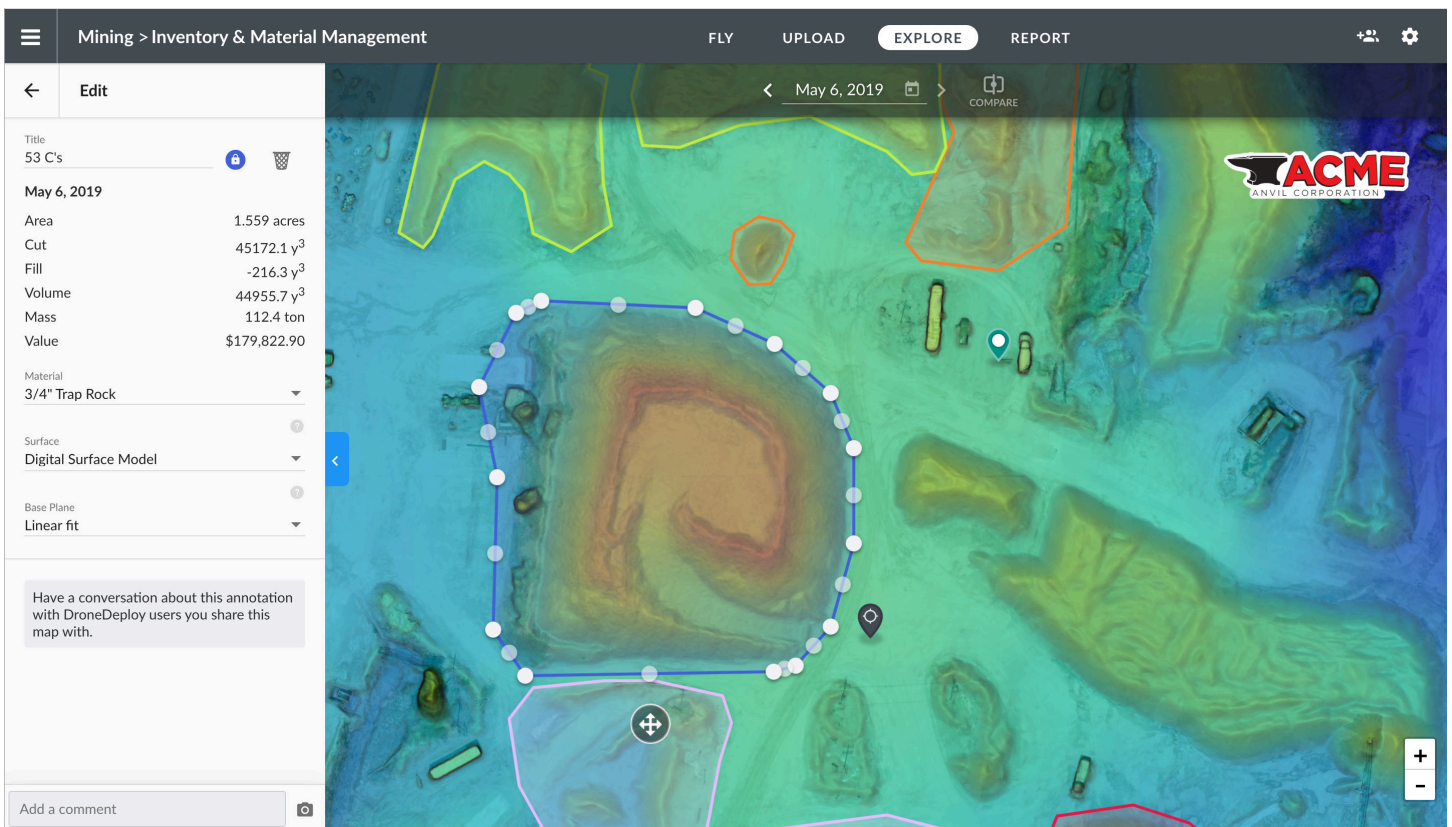 Mining > Inventory & Material Management
FLY UPLOAD EXPLORE REPORT
Edit
May 6, 2019
COMPARE
Title
53 C's
May 6, 2019
Area 1.559 acres
Cut 45172.1 y³
Fill -216.3 y³
Volume 44955.7 y³
Mass 112.4 ton
Value $179,822.90
Material
3/4" Trap Rock
?
Surface
Digital Surface Model
?
Base Plane
Linear fit
Have a conversation about this annotation
with DroneDeploy users you share this
map with.
Add a comment
ACME
ANVIL CORPORATION
+
-